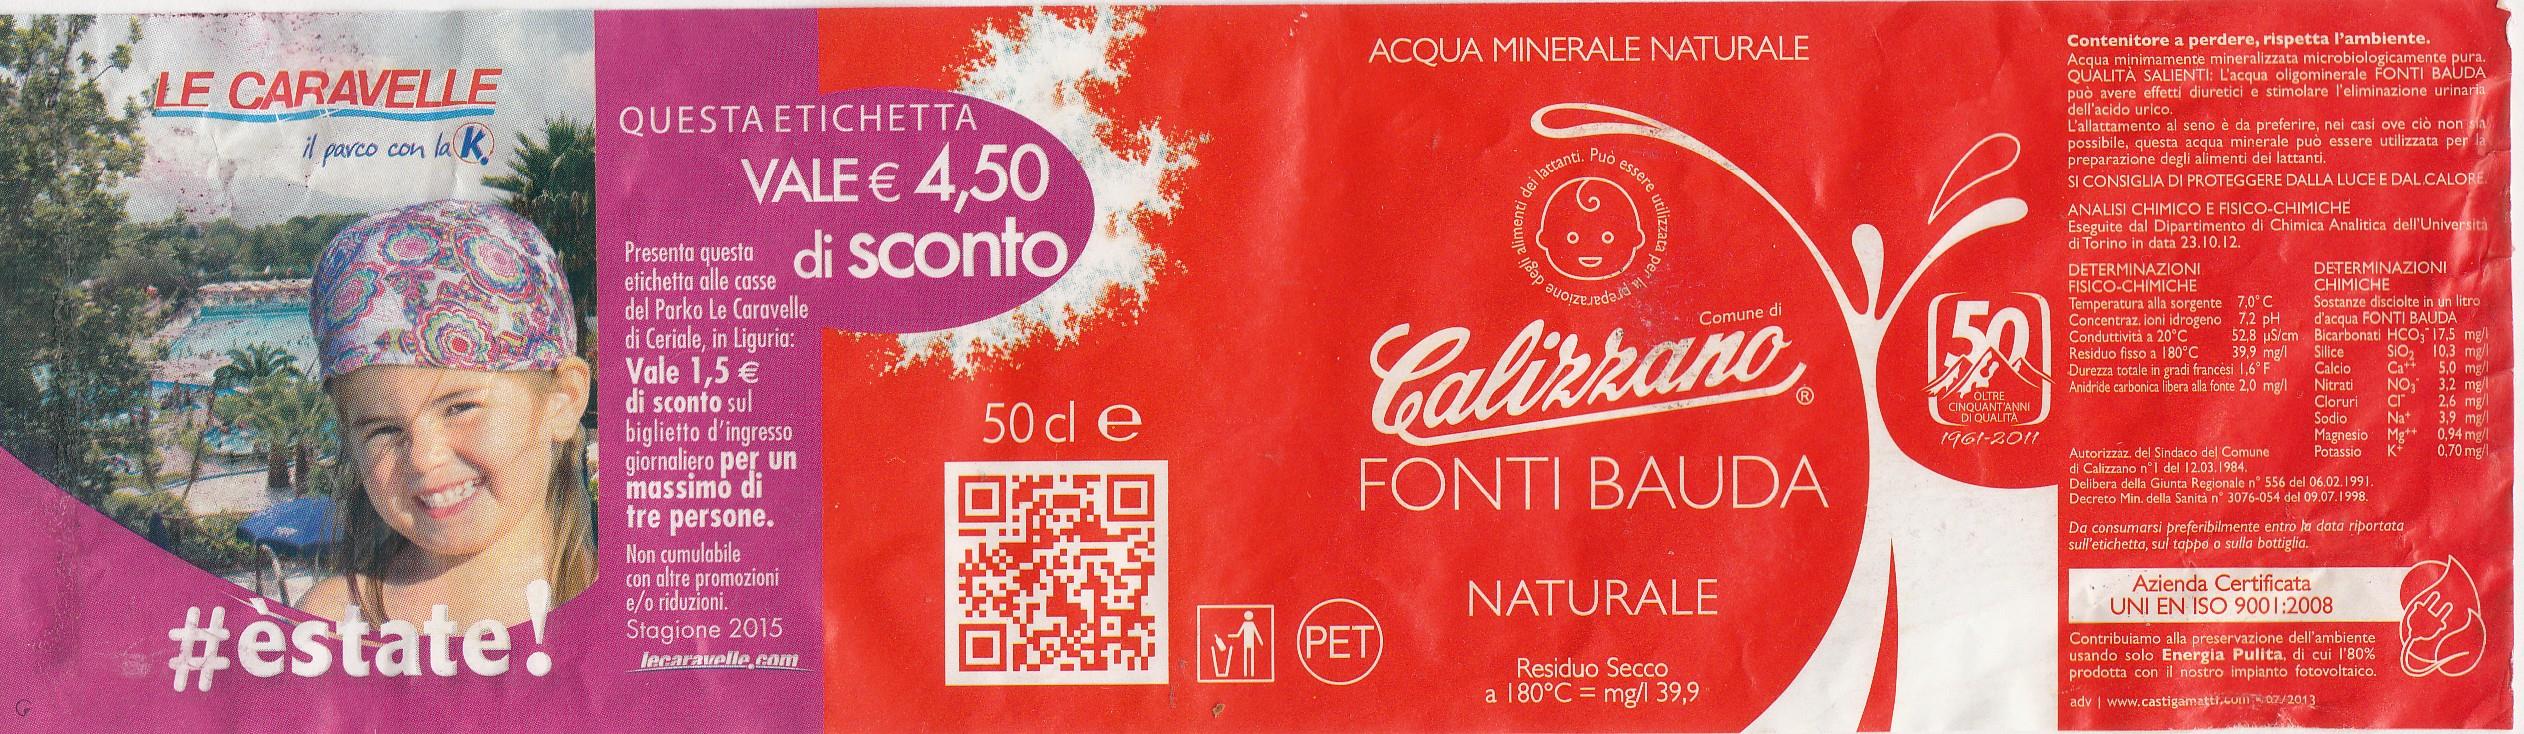 LE CARAVELLE
il parco con la K.
#èstate!
QUESTA ETICHETTA
VALE € 4,50
di sconto
Presenta questa
etichetta alle casse
del Parko Le Caravelle
di Ceriale, in Liguria:
Vale 1,5 €
di sconto sul
biglietto d'ingresso
giornaliero per un
massimo di
tre persone.
Non cumulabile
con altre promozioni
e/o riduzioni.
Stagione 2015
lecaravelle.com
50 cl e
PET
ACQUA MINERALE NATURALE
Può essere utilizzata per la preparazione degli alimenti dei lattanti.
Comune di
Calizzano ®
FONTI BAUDA
NATURALE
Residuo Secco
a 180°C = mg/l 39,9
50
OLTRE
CINQUANT'ANNI
DI QUALITÀ
1961-2011
Contenitore a perdere, rispetta l'ambiente.
Acqua minimamente mineralizzata microbiologicamente pura.
QUALITÀ SALIENTI: L'acqua oligominerale FONTI BAUDA
può avere effetti diuretici e stimolare l'eliminazione urinaria
dell'acido urico.
L'allattamento al seno è da preferire, nei casi ove ciò non sia
possibile, questa acqua minerale può essere utilizzata per la
preparazione degli alimenti dei lattanti.
SI CONSIGLIA DI PROTEGGERE DALLA LUCE E DAL CALORE.
ANALISI CHIMICO E FISICO-CHIMICHE
Eseguite dal Dipartimento di Chimica Analitica dell'Università
di Torino in data 23.10.12.
DETERMINAZIONI
FISICO-CHIMICHE
Temperatura alla sorgente 7,0° C
Concentraz. ioni idrogeno 7,2 pH
Conduttività a 20°C 52,8 µS/cm
Residuo fisso a 180°C 39,9 mg/l
Durezza totale in gradi francesi 1,6° F
Anidride carbonica libera alla fonte 2,0 mg/l
DETERMINAZIONI
CHIMICHE
Sostanze disciolte in un litro
d'acqua FONTI BAUDA
Bicarbonati HCO₃⁻ 17,5 mg/l
Silice SiO₂ 10,3 mg/l
Calcio Ca⁺⁺ 5,0 mg/l
Nitrati NO₃⁻ 3,2 mg/l
Cloruri Cl⁻ 2,6 mg/l
Sodio Na⁺ 3,9 mg/l
Magnesio Mg⁺⁺ 0,94 mg/l
Potassio K⁺ 0,70 mg/l
Autorizzaz. del Sindaco del Comune
di Calizzano n°1 del 12.03.1984.
Delibera della Giunta Regionale n° 556 del 06.02.1991.
Decreto Min. della Sanità n° 3076-054 del 09.07.1998.
Da consumarsi preferibilmente entro la data riportata
sull'etichetta, sul tappo o sulla bottiglia.
Azienda Certificata
UNI EN ISO 9001:2008
Contribuiamo alla preservazione dell'ambiente
usando solo Energia Pulita, di cui l'80%
prodotta con il nostro impianto fotovoltaico.
adv | www.castigamatti.com - 07/2013